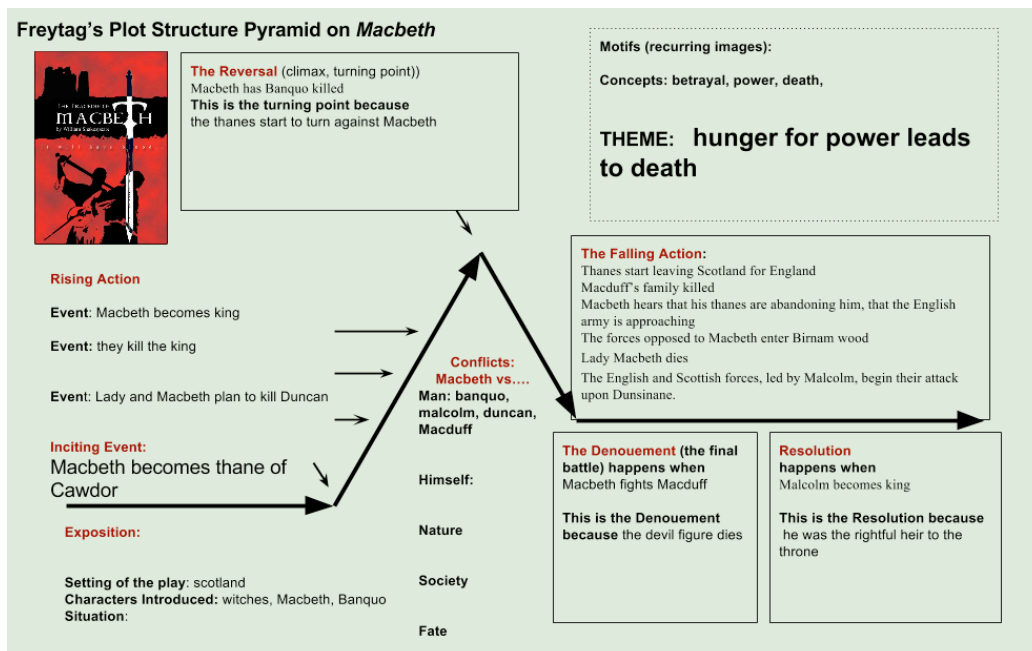 Freytag's Plot Structure Pyramid on Macbeth
THE TRAGEDY OF
MACBETH
by William Shakespeare
The Reversal (climax, turning point))
Macbeth has Banquo killed
This is the turning point because
the thanes start to turn against Macbeth
Motifs (recurring images):
Concepts: betrayal, power, death,
THEME: hunger for power leads
to death
Rising Action
Event: Macbeth becomes king
Event: they kill the king
Event: Lady and Macbeth plan to kill Duncan
Inciting Event:
Macbeth becomes thane of
Cawdor
Exposition:
Setting of the play: scotland
Characters Introduced: witches, Macbeth, Banquo
Situation:
Conflicts:
Macbeth vs....
Man: banquo,
malcolm, duncan,
Macduff
Himself:
Nature
Society
Fate
The Falling Action:
Thanes start leaving Scotland for England
Macduff's family killed
Macbeth hears that his thanes are abandoning him, that the English
army is approaching
The forces opposed to Macbeth enter Birnam wood
Lady Macbeth dies
The English and Scottish forces, led by Malcolm, begin their attack
upon Dunsinane.
The Denouement (the final
battle) happens when
Macbeth fights Macduff
This is the Denouement
because the devil figure dies
Resolution
happens when
Malcolm becomes king
This is the Resolution because
he was the rightful heir to the
throne